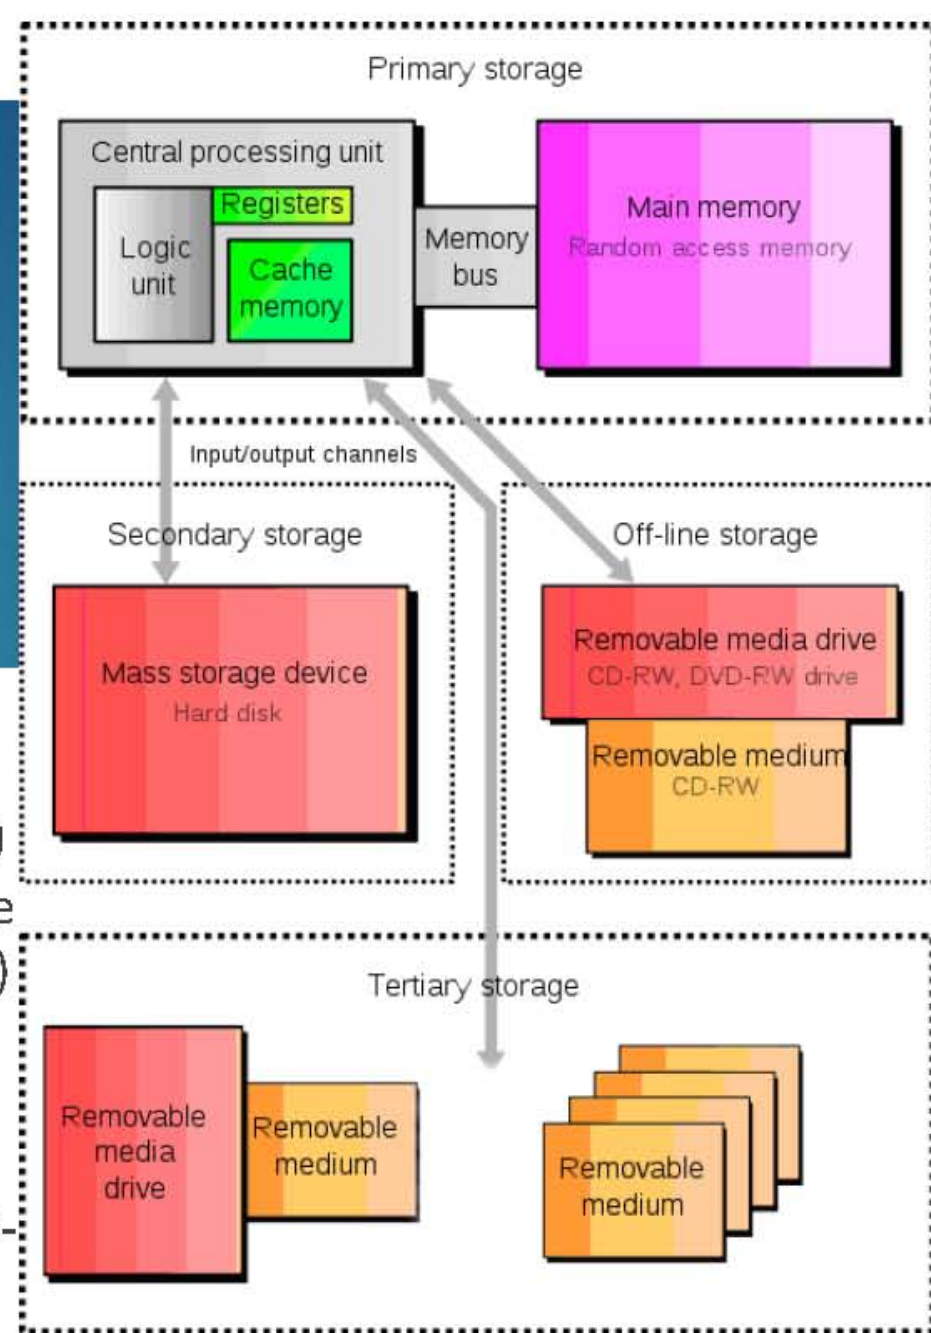 Primary storage
Central processing unit
Registers
Logic
unit
Cache
memory
Memory
bus
Main memory
Random access memory
Input/output channels
Secondary storage
Mass storage device
Hard disk
Off-line storage
Removable media drive
CD-RW, DVD-RW drive
Removable medium
CD-RW
e
)
Tertiary storage
Removable
media
drive
Removable
medium
Removable
medium
-